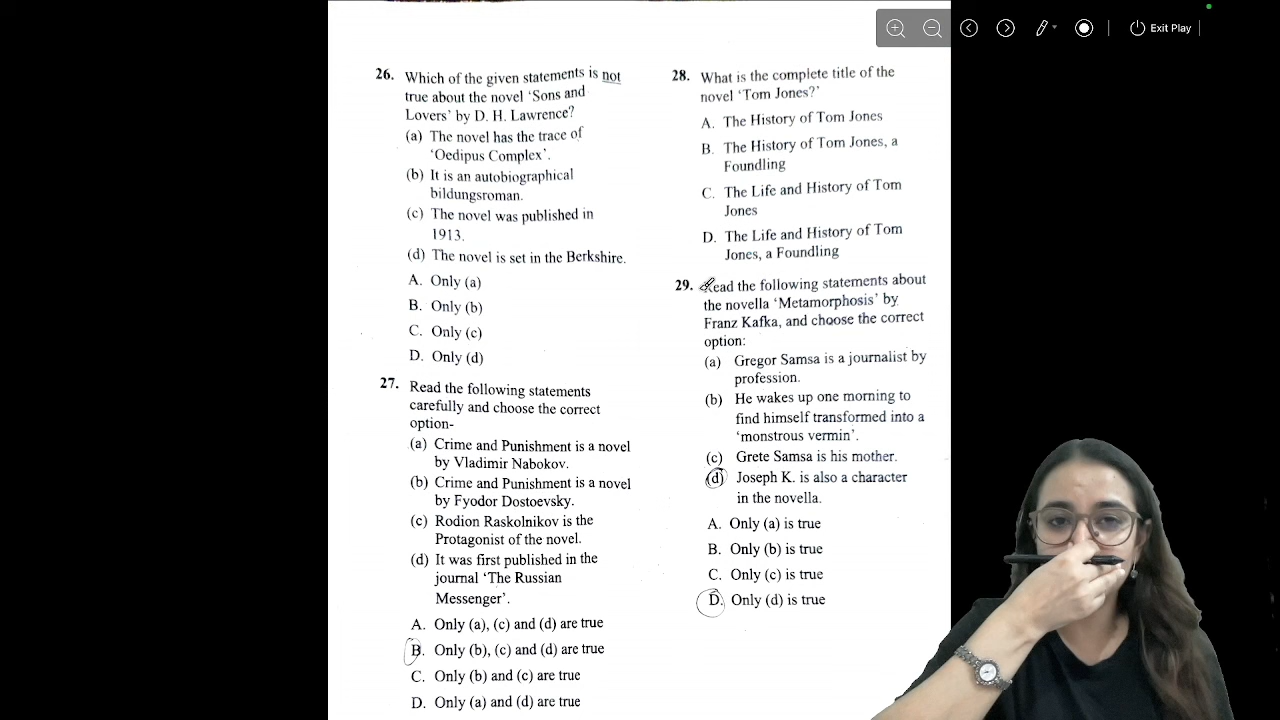 Exit Play
26. Which of the given statements is not
true about the novel 'Sons and
Lovers' by D. H. Lawrence?
(a) The novel has the trace of
'Oedipus Complex'.
(b) It is an autobiographical
bildungsroman.
(c) The novel was published in
1913.
(d) The novel is set in the Berkshire.
A. Only (a)
B. Only (b)
C. Only (c)
D. Only (d)
27. Read the following statements
carefully and choose the correct
option-
(a) Crime and Punishment is a novel
by Vladimir Nabokov.
(b) Crime and Punishment is a novel
by Fyodor Dostoevsky.
(c) Rodion Raskolnikov is the
Protagonist of the novel.
(d) It was first published in the
journal 'The Russian
Messenger'.
A. Only (a), (c) and (d) are true
B. Only (b), (c) and (d) are true
C. Only (b) and (c) are true
D. Only (a) and (d) are true
28. What is the complete title of the
novel 'Tom Jones?'
A. The History of Tom Jones
B. The History of Tom Jones, a
Foundling
C. The Life and History of Tom
Jones
D. The Life and History of Tom
Jones, a Foundling
29. Read the following statements about
the novella 'Metamorphosis' by
Franz Kafka, and choose the correct
option:
(a) Gregor Samsa is a journalist by
profession.
(b) He wakes up one morning to
find himself transformed into a
'monstrous vermin'.
(c) Grete Samsa is his mother.
(d) Joseph K. is also a character
in the novella.
A. Only (a) is true
B. Only (b) is true
C. Only (c) is true
D. Only (d) is true